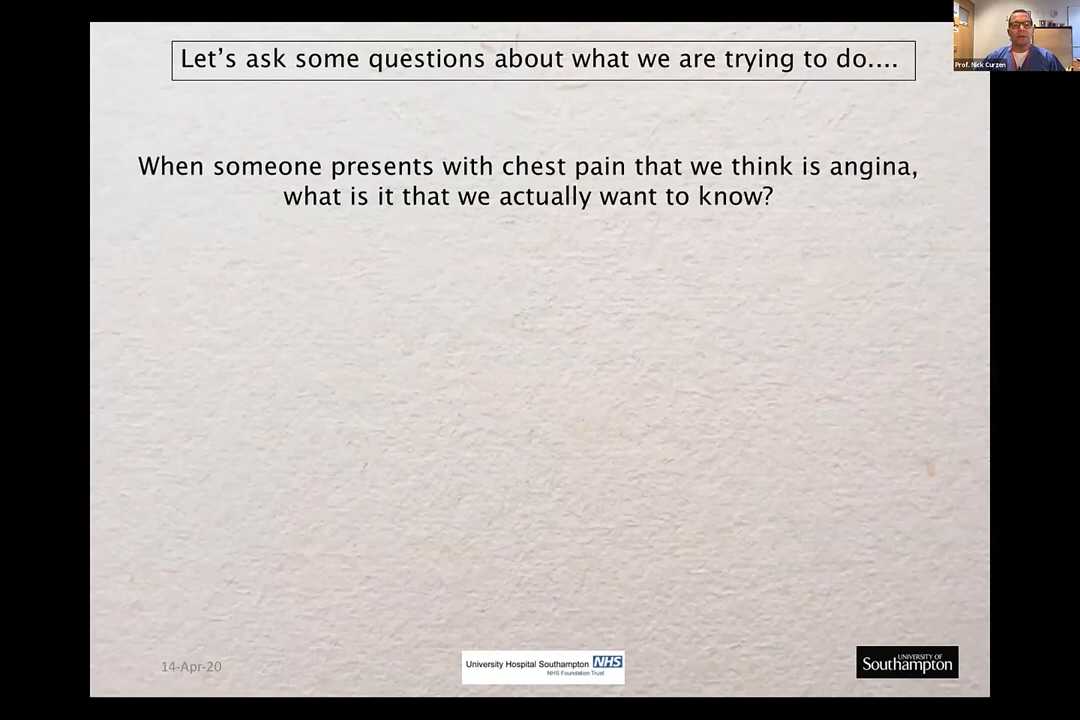 Let's ask some questions about what we are trying to do....
Prof. Nick Curzen
When someone presents with chest pain that we think is angina,
what is it that we actually want to know?
14-Apr-20
University Hospital Southampton NHS
NHS Foundation Trust
UNIVERSITY OF
Southampton